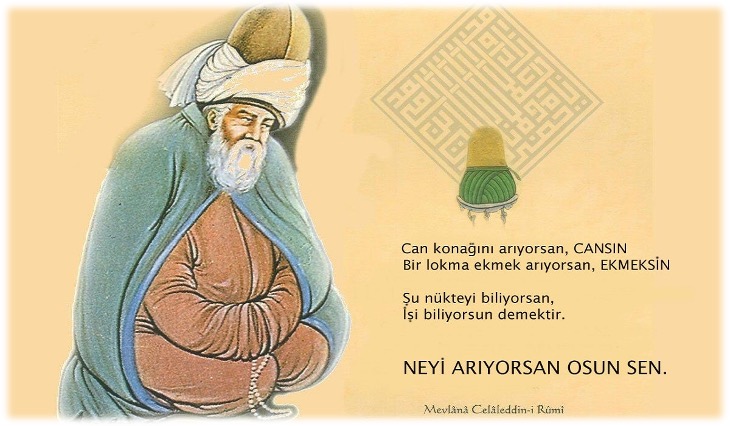 Can konağını arıyorsan, CANSIN
Bir lokma ekmek arıyorsan, EKMEKSİN
Şu nükteyi biliyorsan,
İşi biliyorsun demektir.
NEYİ ARIYORSAN OSUN SEN.
Mevlânâ Celâleddin-i Rûmî